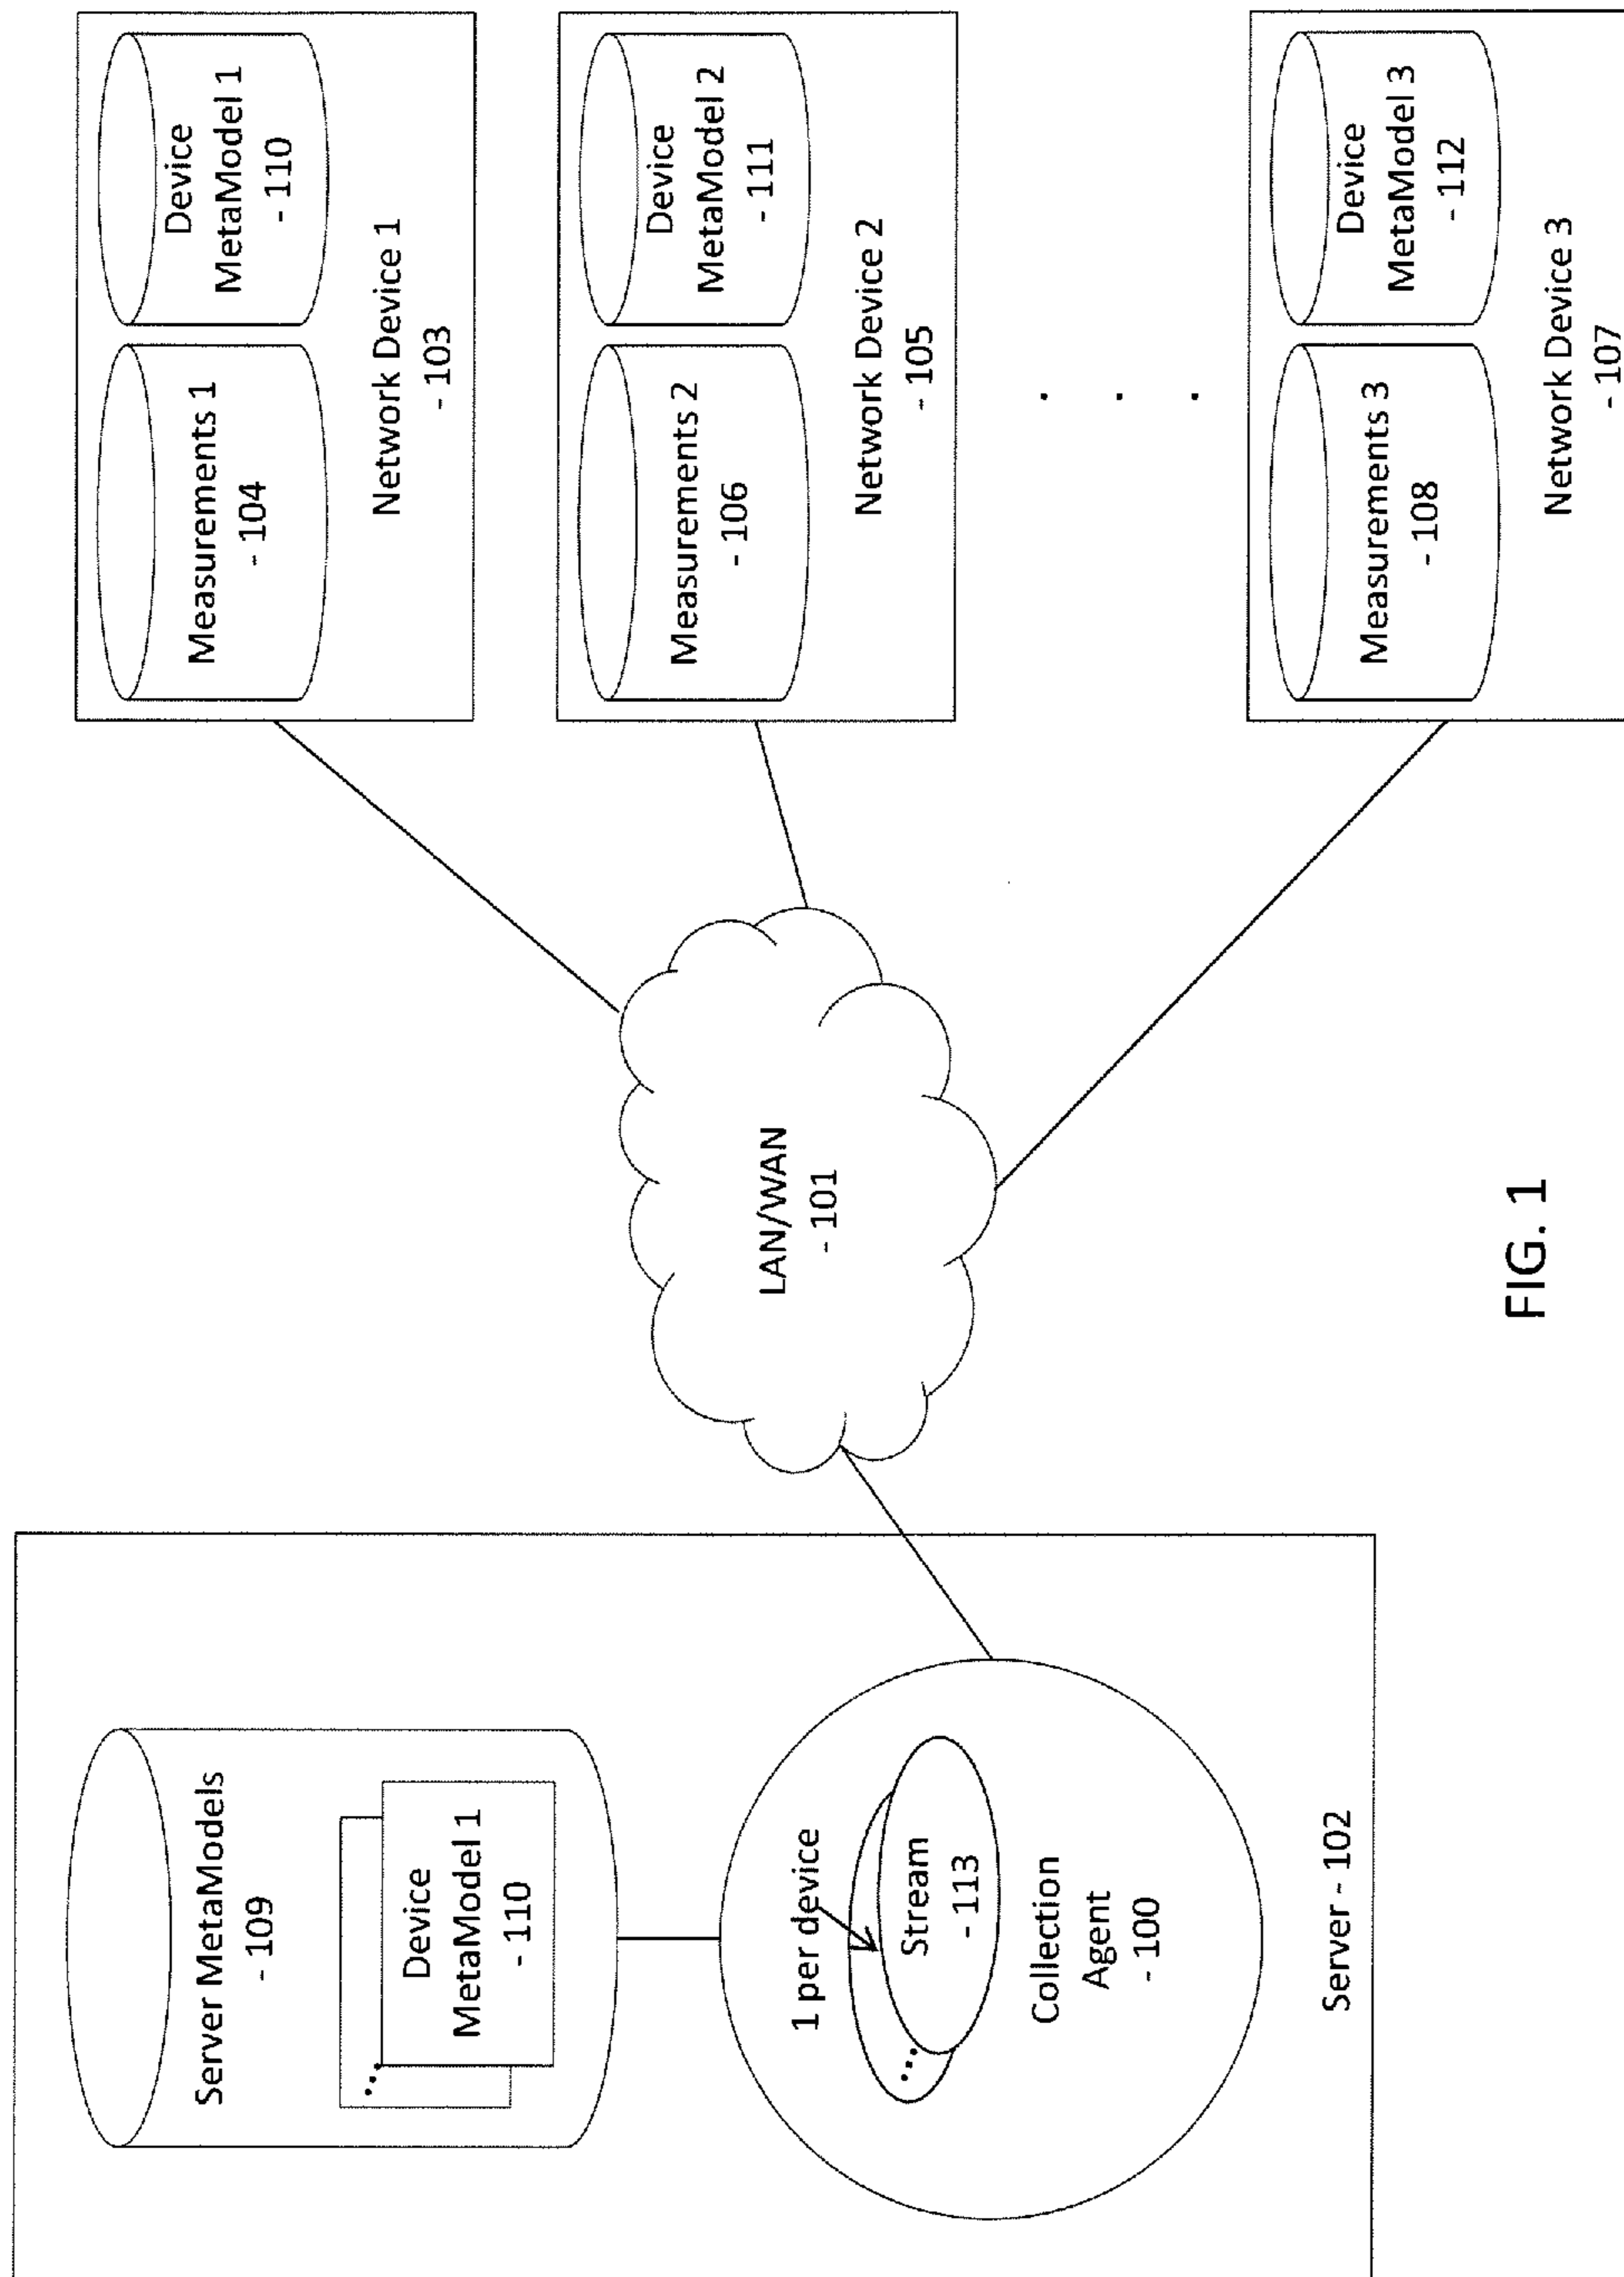 Server MetaModels
- 109
Device
MetaModel 1
- 110
...
1 per device
Stream
- 113
...
Collection
Agent
- 100
Server - 102
LAN/WAN
- 101
Measurements 1
- 104
Device
MetaModel 1
- 110
Network Device 1
- 103
Measurements 2
- 106
Device
MetaModel 2
- 111
Network Device 2
- 105
. . .
Measurements 3
- 108
Device
MetaModel 3
- 112
Network Device 3
- 107
FIG. 1